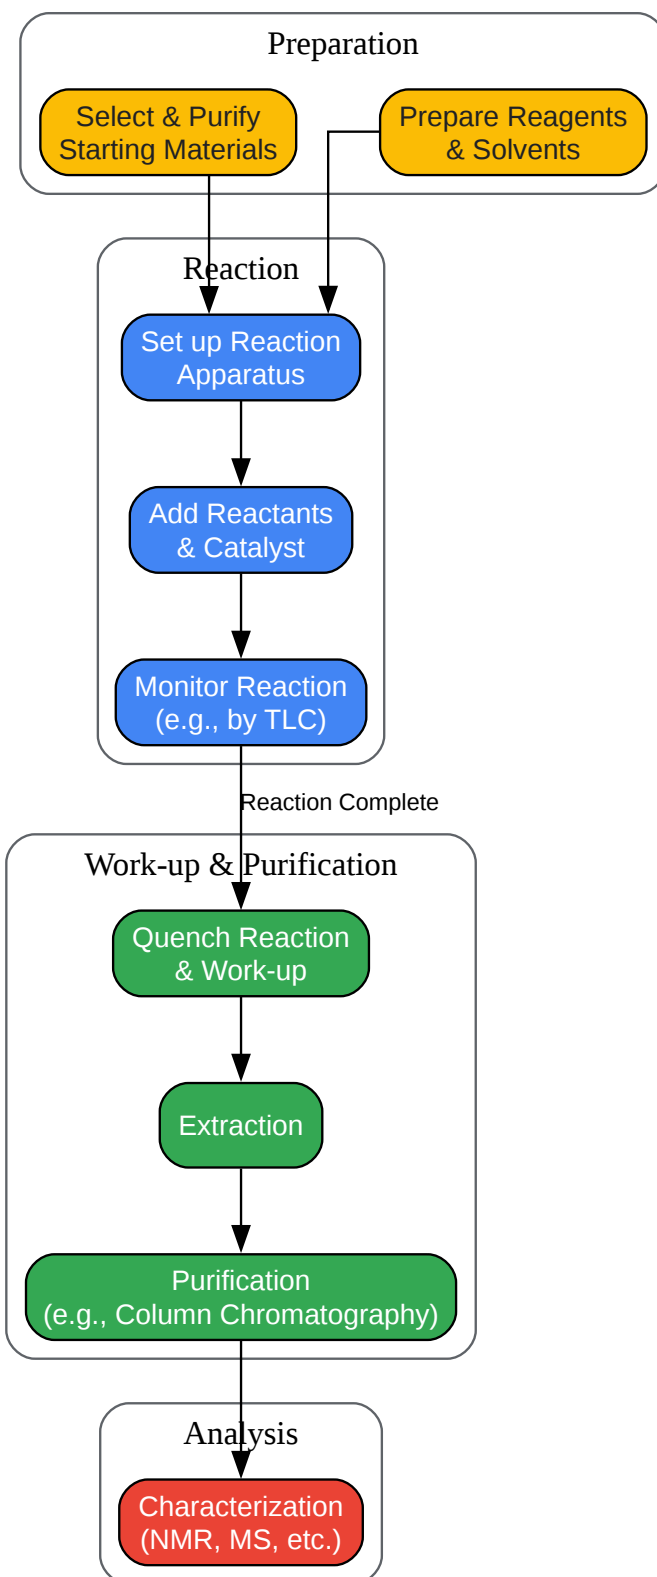 Preparation
Select & Purify
Starting Materials
Prepare Reagents
& Solvents
Reaction
Set up Reaction
Apparatus
Add Reactants
& Catalyst
Monitor Reaction
(e.g., by TLC)
Reaction Complete
Work-up & Purification
Quench Reaction
& Work-up
Extraction
Purification
(e.g., Column Chromatography)
Analysis
Characterization
(NMR, MS, etc.)